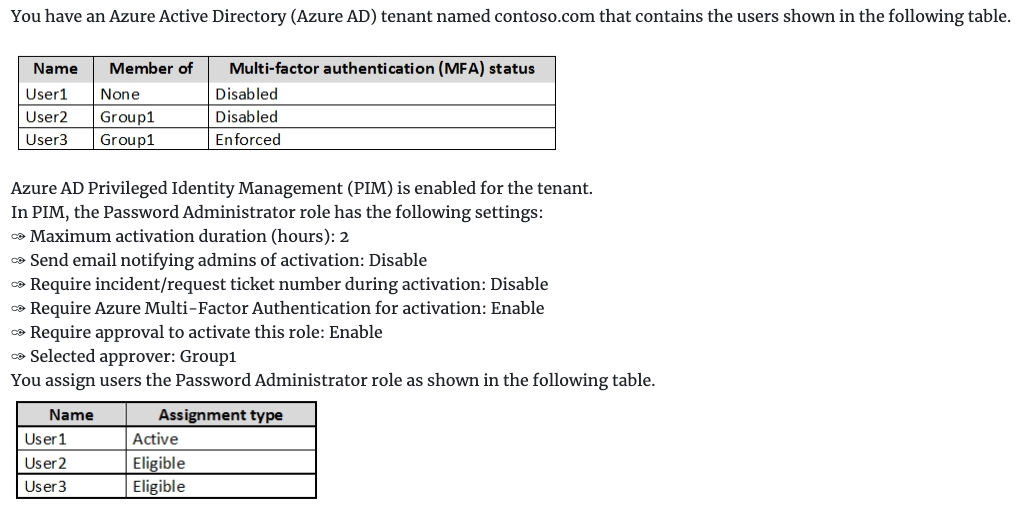 You have an Azure Active Directory (Azure AD) tenant named contoso.com that contains the users shown in the following table.
Name Member of Multi-factor authentication (MFA) status
User1 None Disabled
User2 Group1 Disabled
User3 Group1 Enforced
Azure AD Privileged Identity Management (PIM) is enabled for the tenant.
In PIM, the Password Administrator role has the following settings:
✑ Maximum activation duration (hours): 2
✑ Send email notifying admins of activation: Disable
✑ Require incident/request ticket number during activation: Disable
✑ Require Azure Multi-Factor Authentication for activation: Enable
✑ Require approval to activate this role: Enable
✑ Selected approver: Group1
You assign users the Password Administrator role as shown in the following table.
Name Assignment type
User1 Active
User2 Eligible
User3 Eligible